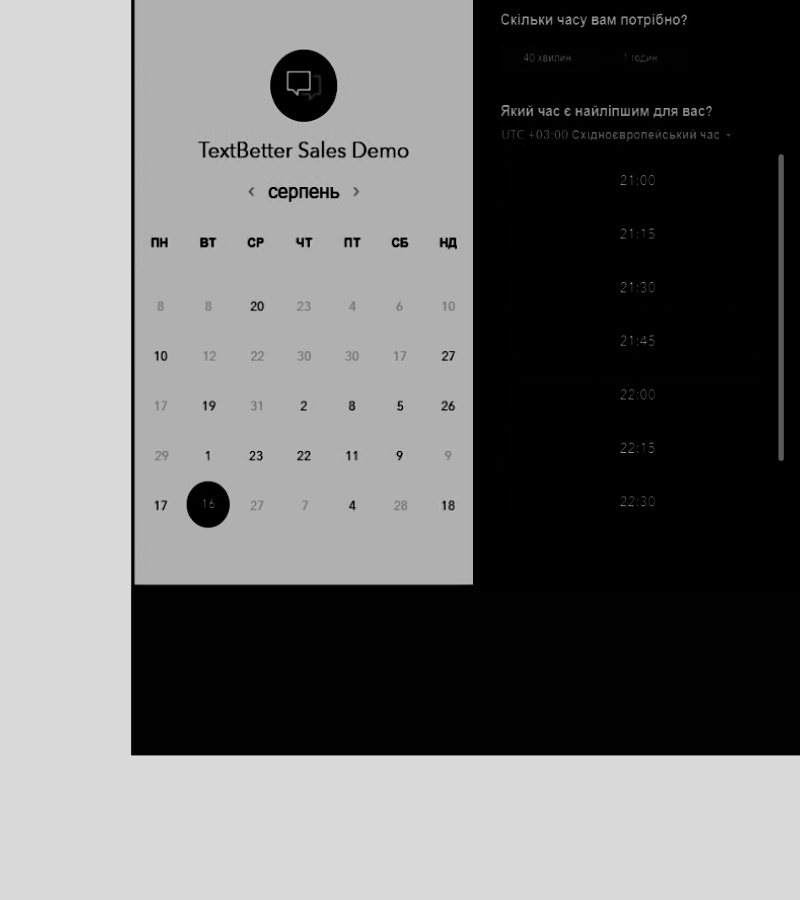 TextBetter Sales Demo
серпень
ПН ВТ СР ЧТ ПТ СБ НД
8 8 20 23 4 6 10
10 12 22 30 30 17 27
17 19 31 2 8 5 26
29 1 23 22 11 9 9
17 16 27 7 4 28 18
Скільки часу вам потрібно?
40 хвилин 1 годин
Який час є найліпшим для вас?
UTC +03:00 Східноєвропейський час
21:00
21:15
21:30
21:45
22:00
22:15
22:30